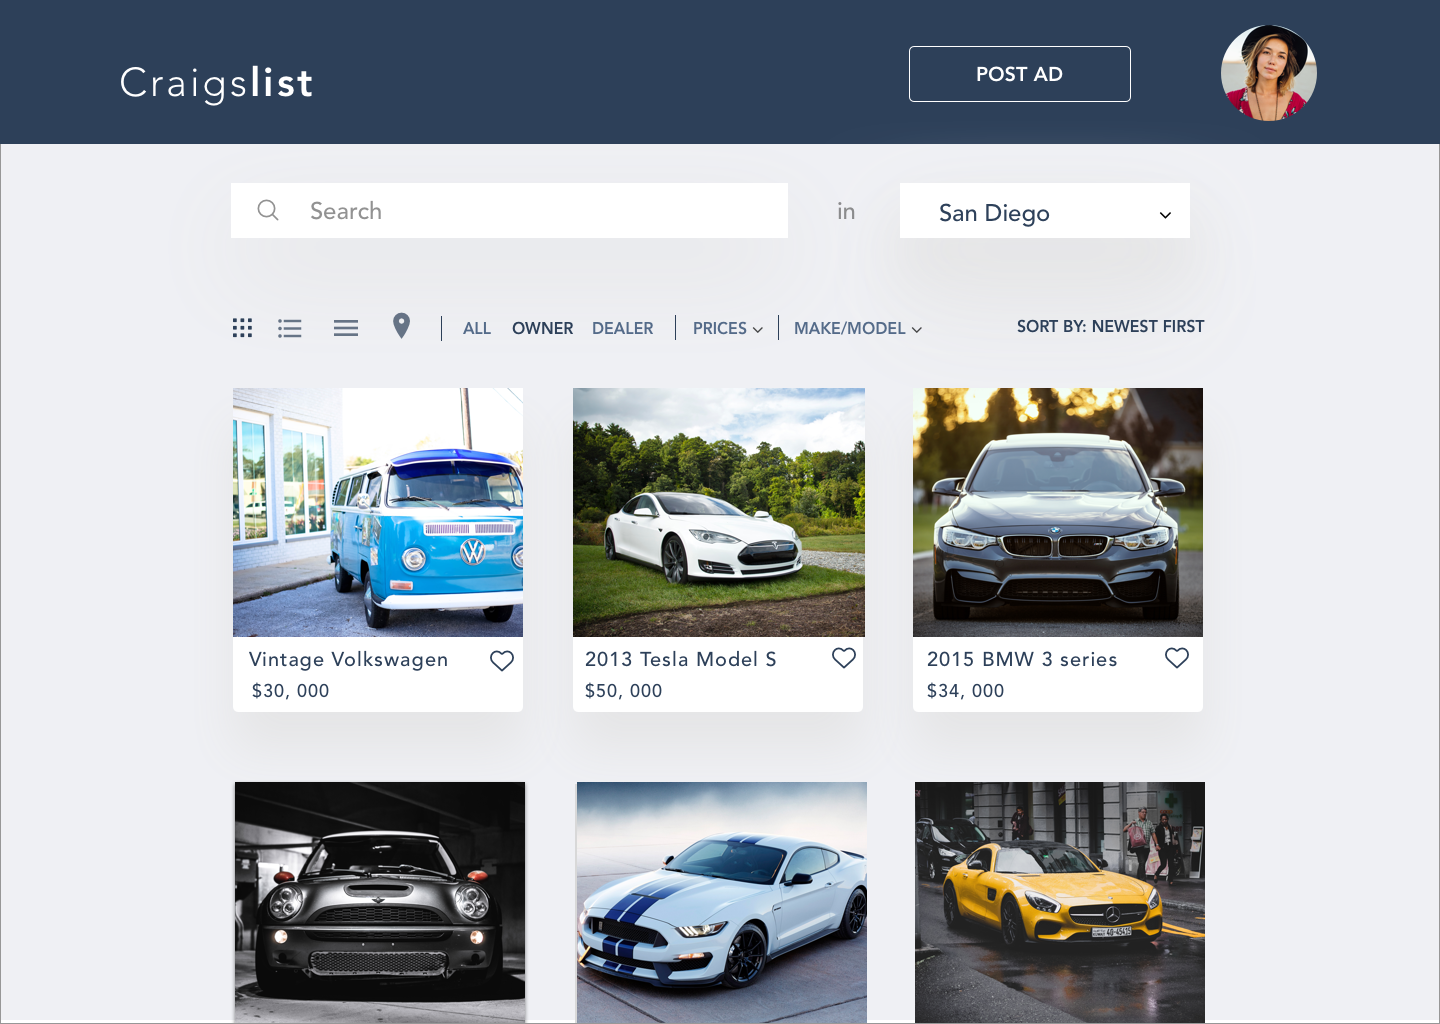 Craigslist
POST AD
Search
in
San Diego
ALL
OWNER
DEALER
PRICES
MAKE/MODEL
SORT BY: NEWEST FIRST
Vintage Volkswagen
$30, 000
2013 Tesla Model S
$50, 000
2015 BMW 3 series
$34, 000